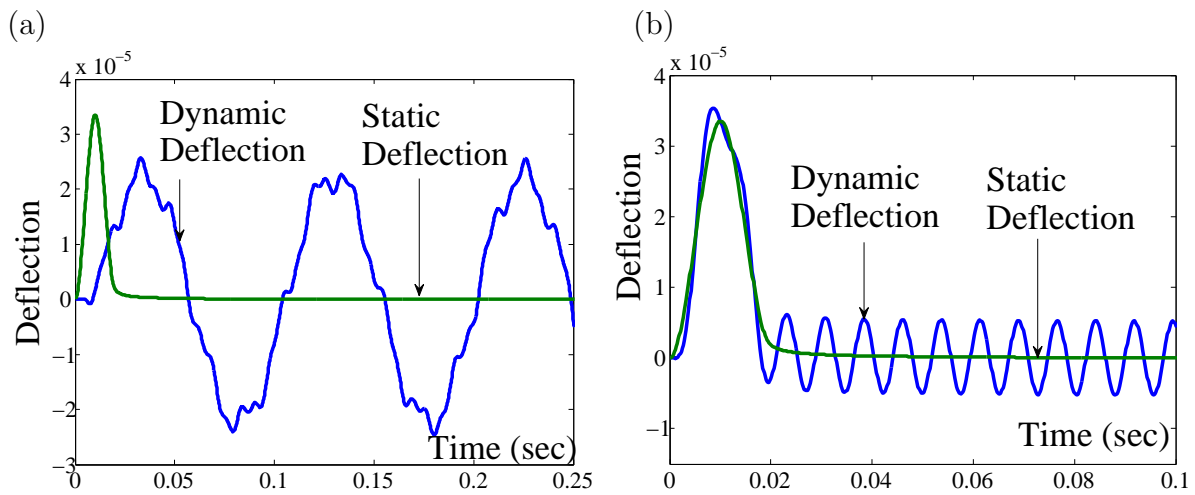 (a)
x 10⁻⁵
4
3
2
1
0
−1
−2
−3
Deflection
Dynamic
Deflection
Static
Deflection
Time (sec)
0 0.05 0.1 0.15 0.2 0.25
(b)
x 10⁻⁵
4
3
2
1
0
−1
Deflection
Dynamic
Deflection
Static
Deflection
Time (sec)
0 0.02 0.04 0.06 0.08 0.1